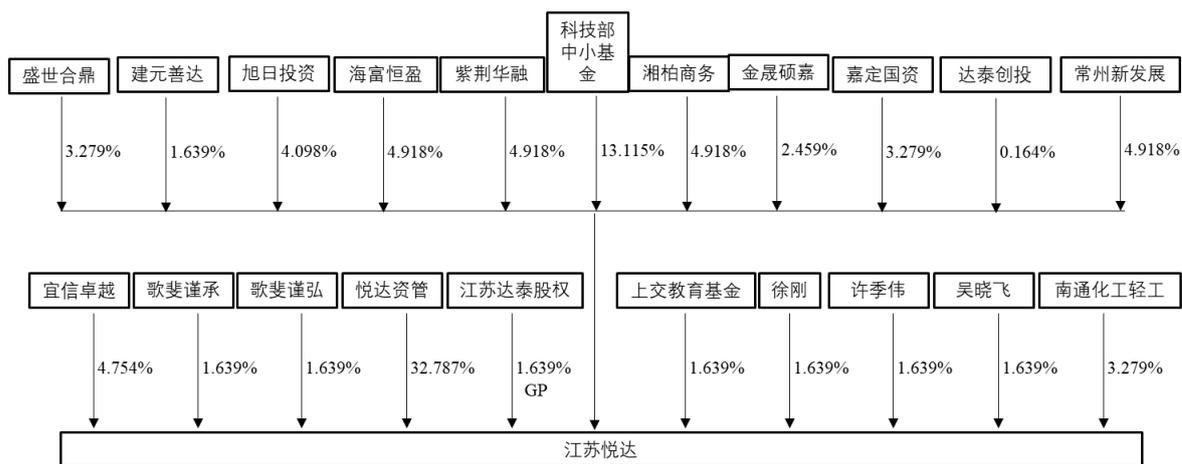 科技部
中小基
金
盛世合鼎
建元善达
旭日投资
海富恒盈
紫荆华融
湘柏商务
金晟硕嘉
嘉定国资
达泰创投
常州新发展
3.279%
1.639%
4.098%
4.918%
4.918%
13.115%
4.918%
2.459%
3.279%
0.164%
4.918%
宜信卓越
歌斐谨承
歌斐谨弘
悦达资管
江苏达泰股权
上交教育基金
徐刚
许季伟
吴晓飞
南通化工轻工
4.754%
1.639%
1.639%
32.787%
1.639%
GP
1.639%
1.639%
1.639%
1.639%
3.279%
江苏悦达